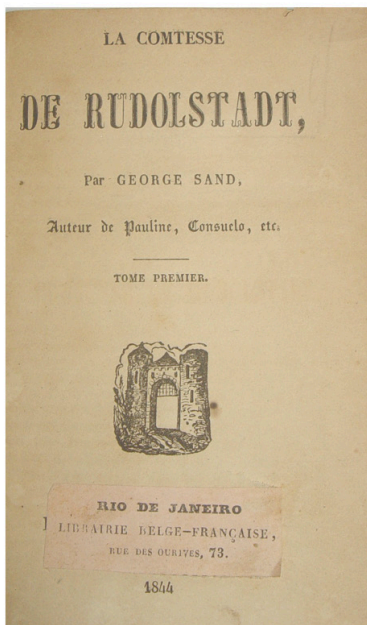 LA COMTESSE
DE RUDOLSTADT,
Par GEORGE SAND,
Auteur de Pauline, Consuelo, etc.
TOME PREMIER.
RIO DE JANEIRO
LIBRAIRIE BELGE-FRANÇAISE,
RUE DES OURIVES, 73.
1844